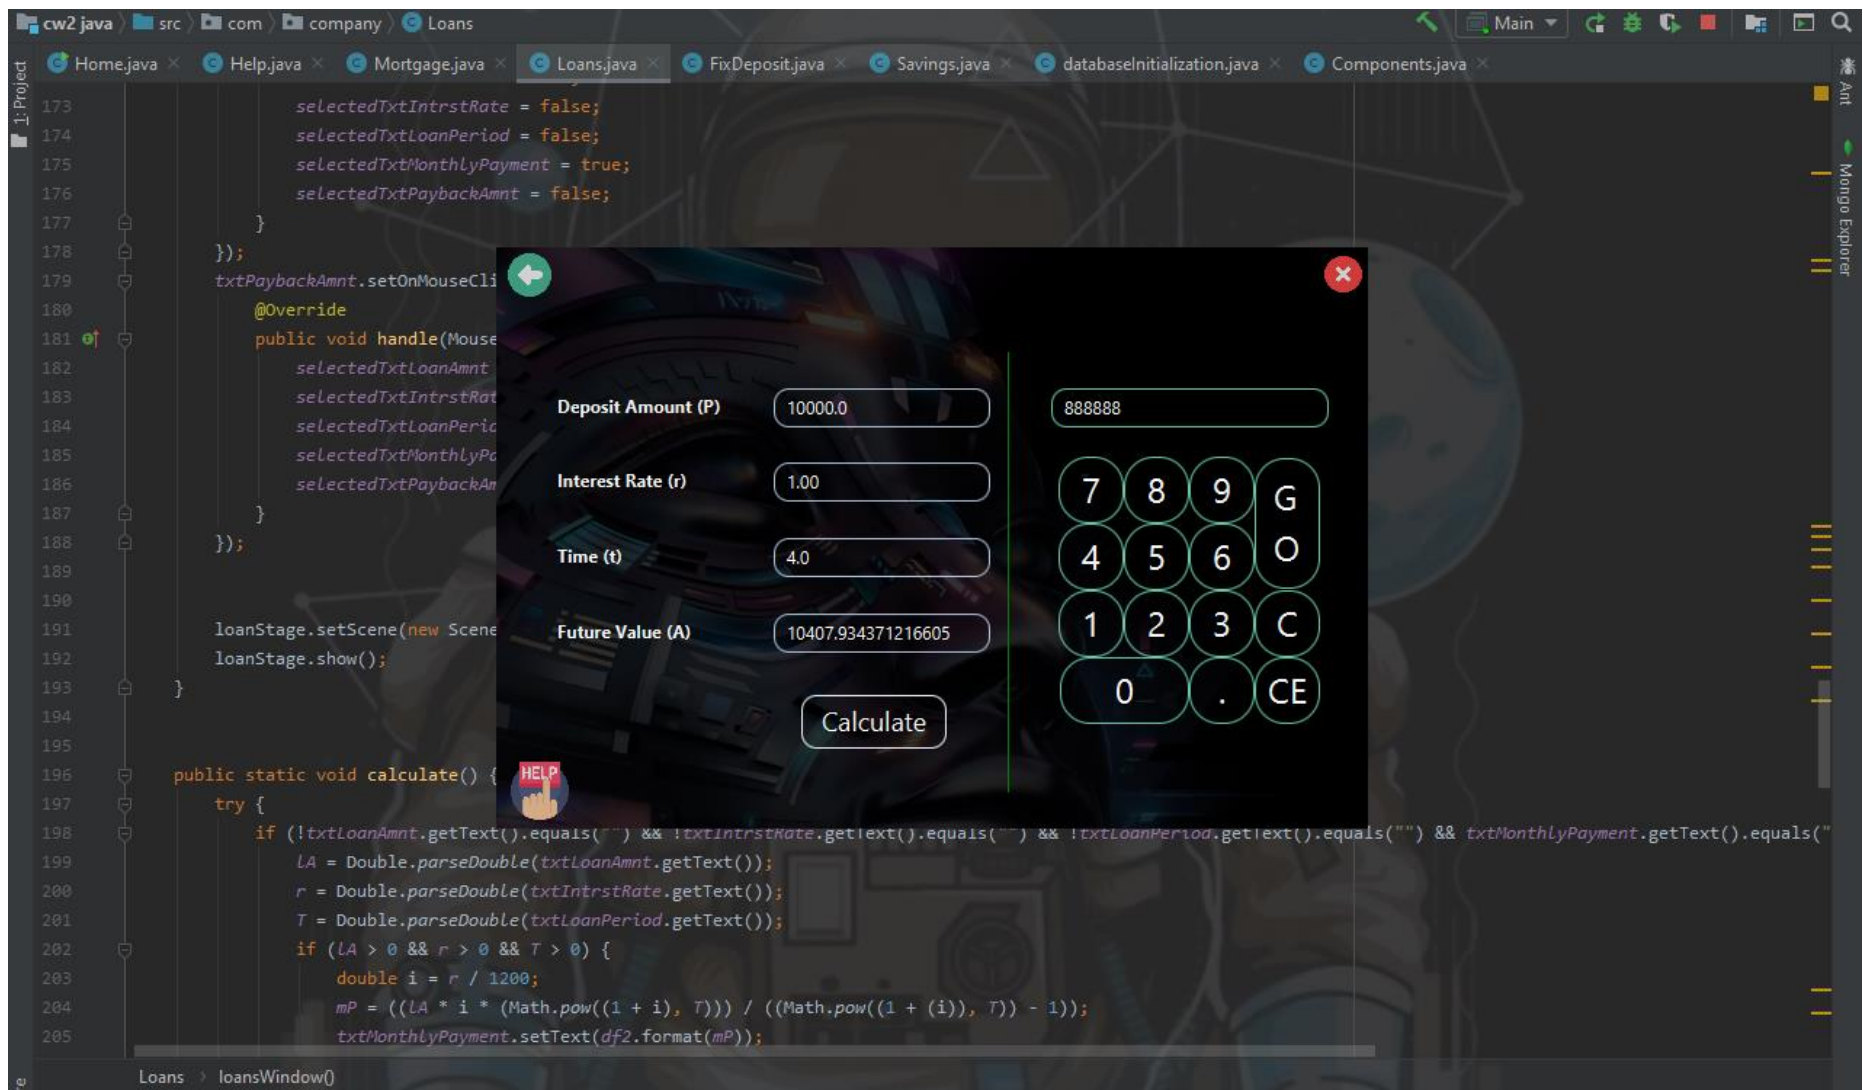 cw2 java src com company Loans Main
Home.java Help.java Mortgage.java Loans.java FixDeposit.java Savings.java databaseInitialization.java Components.java
1: Project
Ant
Mongo Explorer
173 selectedTxtIntrstRate = false;
174 selectedTxtLoanPeriod = false;
175 selectedTxtMonthlyPayment = true;
176 selectedTxtPaybackAmnt = false;
177 }
178 });
179 txtPaybackAmnt.setOnMouseCli
180 @Override
181 public void handle(Mouse
182 selectedTxtLoanAmnt
183 selectedTxtIntrstRat
184 selectedTxtLoanPerio
185 selectedTxtMonthlyPa
186 selectedTxtPaybackAm
187 }
188 });
189
190
191 loanStage.setScene(new Scene
192 loanStage.show();
193 }
194
195
196 public static void calculate() {
197 try {
198 if (!txtLoanAmnt.getText().equals("") && !txtIntrstRate.getText().equals("") && !txtLoanPeriod.getText().equals("") && txtMonthlyPayment.getText().equals("
199 lA = Double.parseDouble(txtLoanAmnt.getText());
200 r = Double.parseDouble(txtIntrstRate.getText());
201 T = Double.parseDouble(txtLoanPeriod.getText());
202 if (lA > 0 && r > 0 && T > 0) {
203 double i = r / 1200;
204 mP = ((lA * i * (Math.pow((1 + i), T))) / ((Math.pow((1 + (i)), T)) - 1));
205 txtMonthlyPayment.setText(df2.format(mP));
Deposit Amount (P) 10000.0
Interest Rate (r) 1.00
Time (t) 4.0
Future Value (A) 10407.934371216605
Calculate
HELP
888888
7 8 9 GO
4 5 6
1 2 3 C
0 . CE
Loans loansWindow()